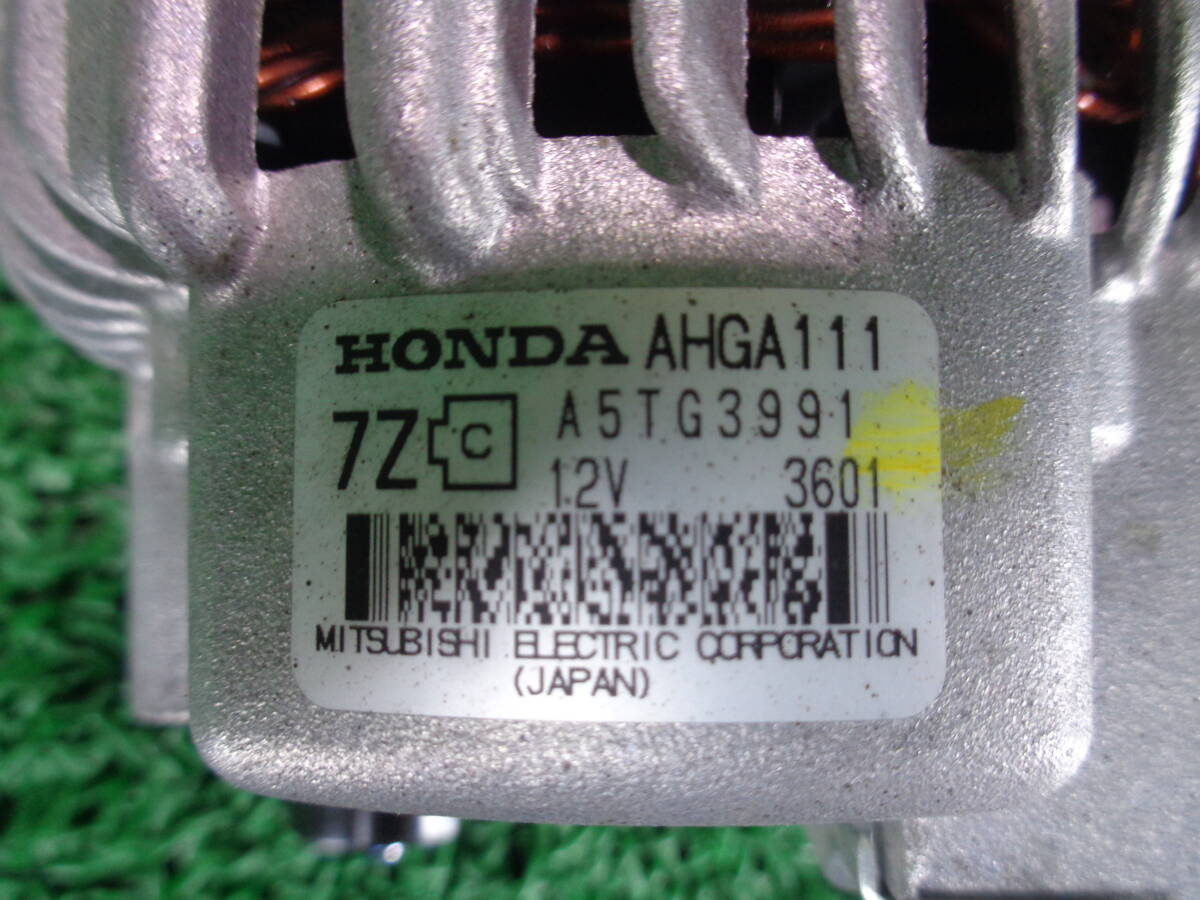 HONDA AHGA111
7Z C A5TG3991
12V 3601
MITSUBISHI ELECTRIC CORPORATION
(JAPAN)